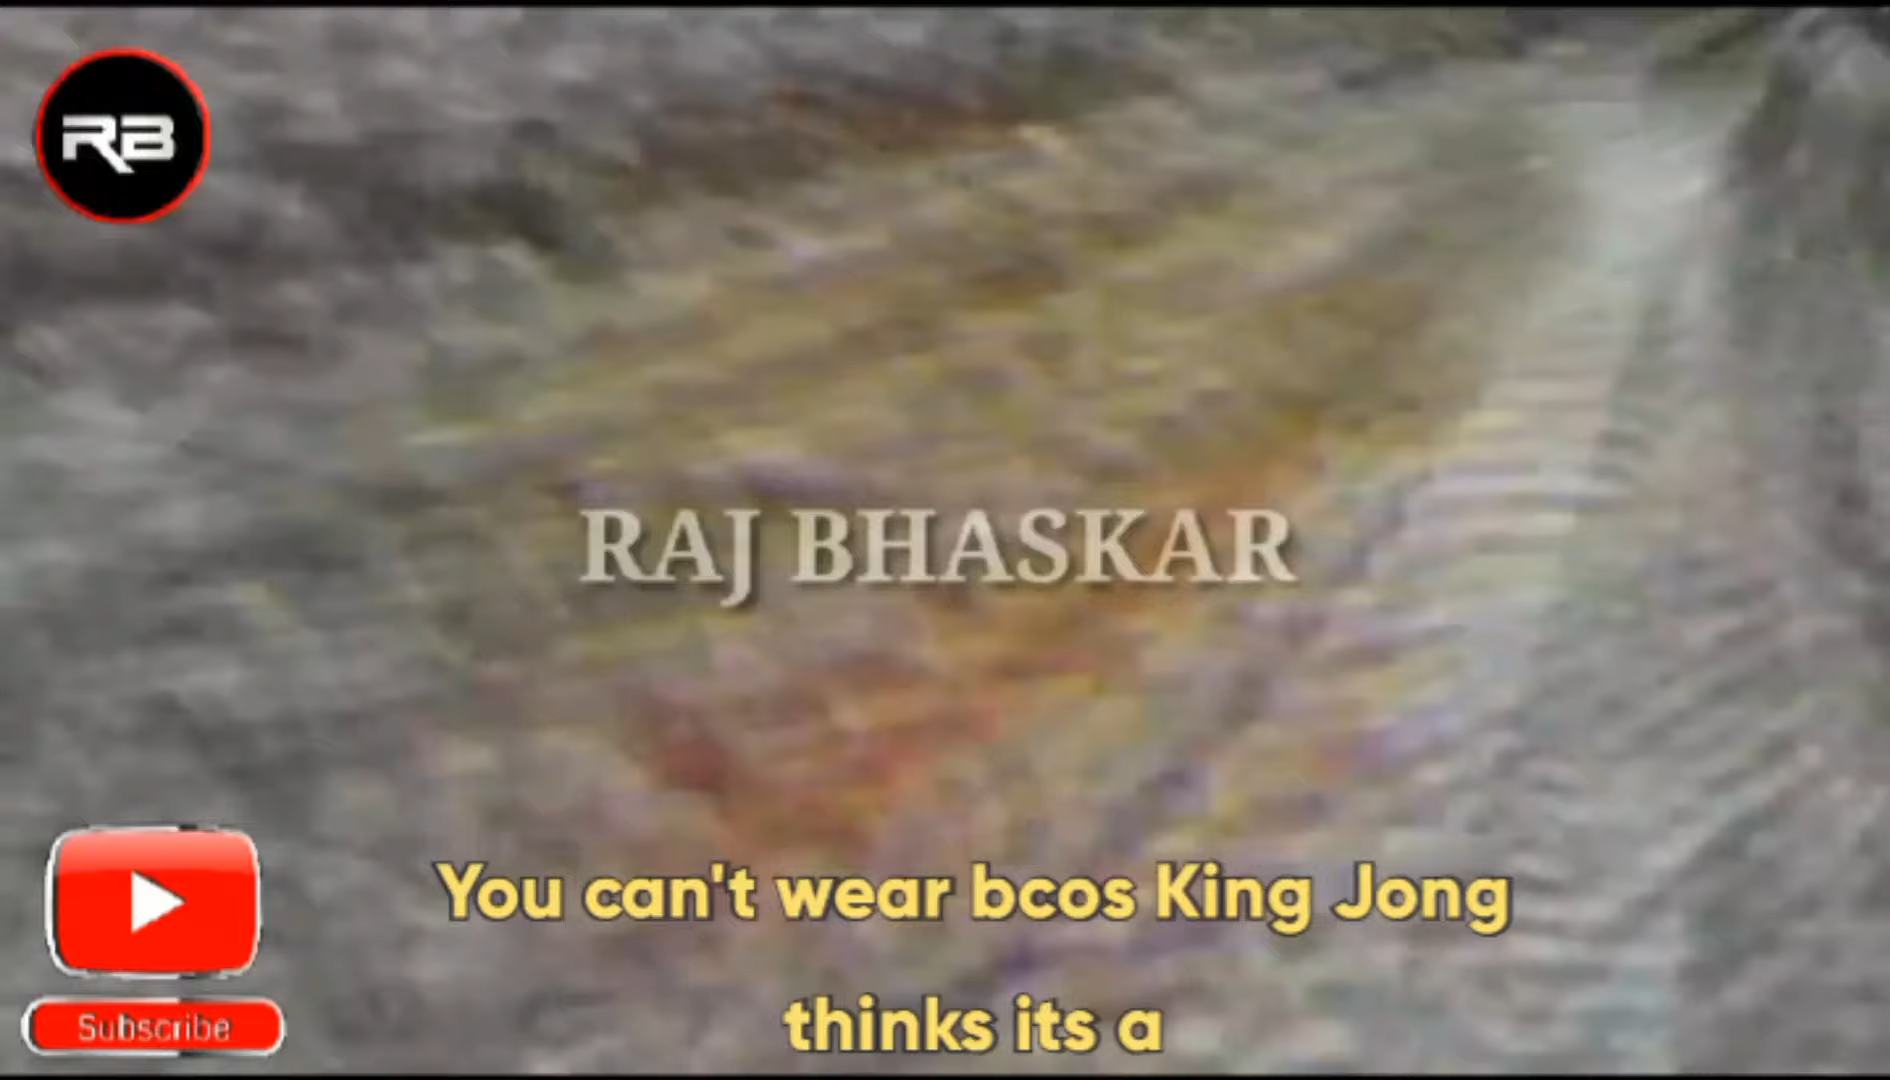 RB
RAJ BHASKAR
You can't wear bcos King Jong
thinks its a
Subscribe